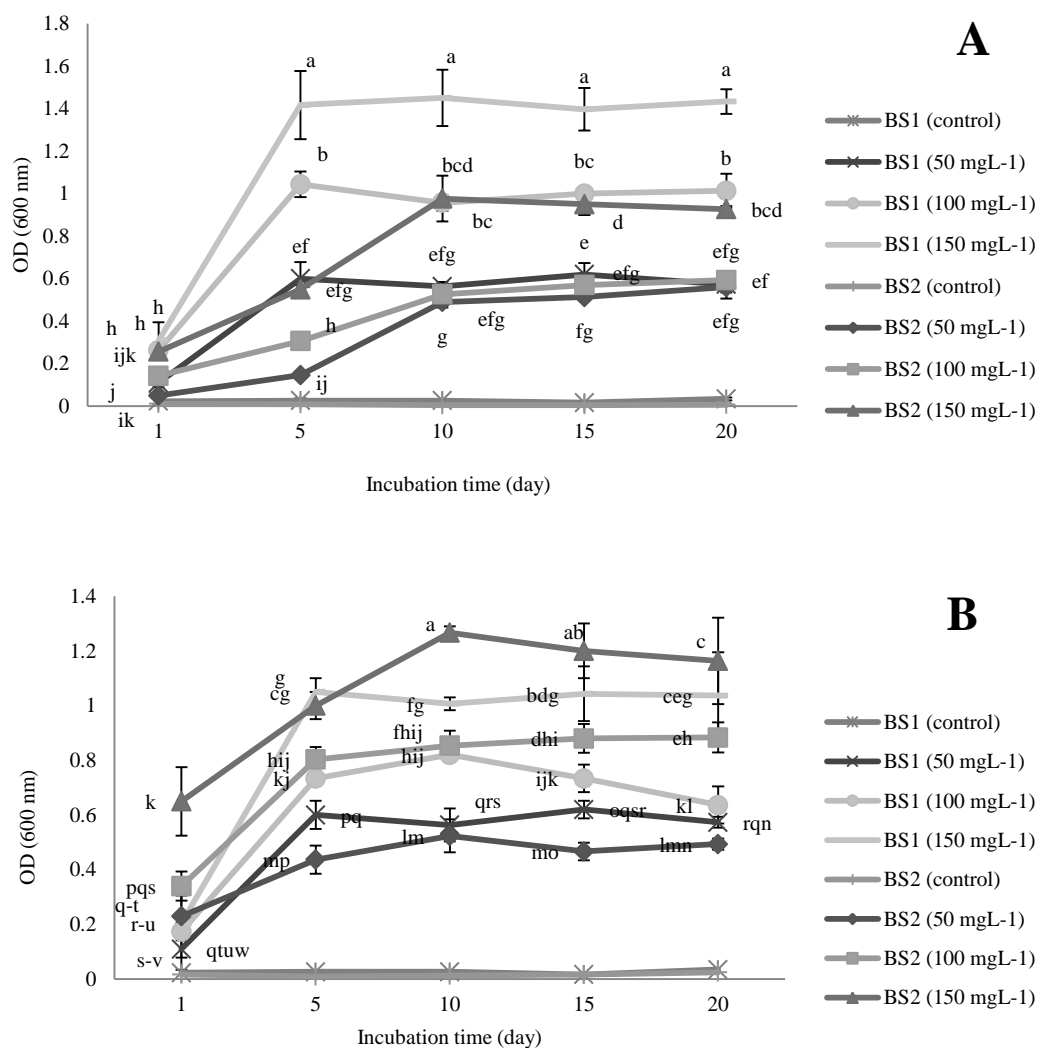 A
1.8
1.6
1.4
1.2
1
0.8
0.6
0.4
0.2
0
OD (600 nm)
a a a a
b bcd bc b
bc d bcd
ef efg e efg
efg efg ef
h efg fg efg
g
h
h h
ijk
j
ij
ik
1 5 10 15 20
Incubation time (day)
BS1 (control)
BS1 (50 mgL-1)
BS1 (100 mgL-1)
BS1 (150 mgL-1)
BS2 (control)
BS2 (50 mgL-1)
BS2 (100 mgL-1)
BS2 (150 mgL-1)
B
1.4
1.2
1
0.8
0.6
0.4
0.2
0
OD (600 nm)
a ab c
g
cg fg bdg ceg
hij fhij dhi eh
kj hij ijk kl
k pq qrs oqsr rqn
mp lm mo lmn
pqs
q-t
r-u
s-v qtuw
1 5 10 15 20
Incubation time (day)
BS1 (control)
BS1 (50 mgL-1)
BS1 (100 mgL-1)
BS1 (150 mgL-1)
BS2 (control)
BS2 (50 mgL-1)
BS2 (100 mgL-1)
BS2 (150 mgL-1)